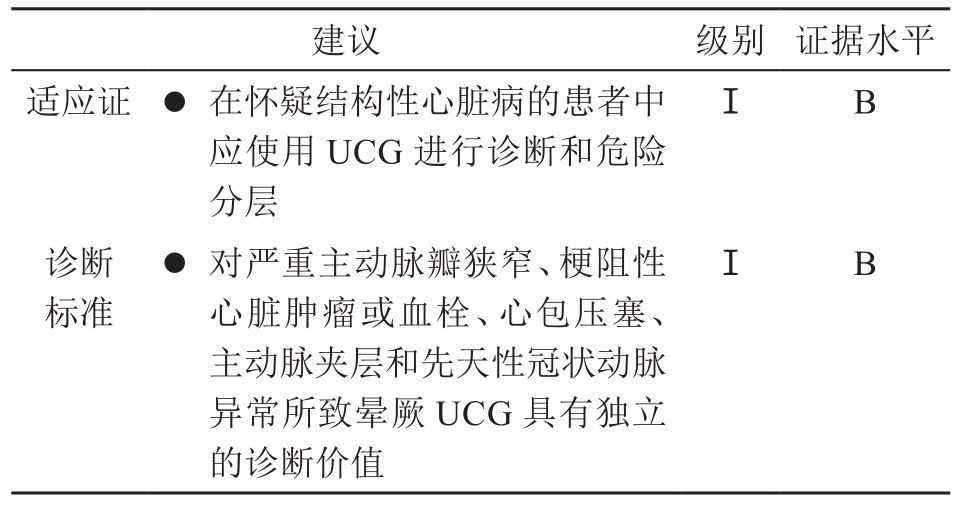 建议 级别 证据水平
适应证 ● 在怀疑结构性心脏病的患者中 I B
应使用 UCG 进行诊断和危险
分层
诊断 ● 对严重主动脉瓣狭窄、梗阻性 I B
标准 心脏肿瘤或血栓、心包压塞、
主动脉夹层和先天性冠状动脉
异常所致晕厥 UCG 具有独立
的诊断价值